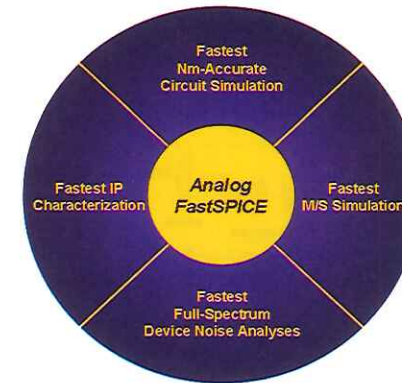 Fastest
Nm-Accurate
Circuit Simulation
Fastest IP
Characterization
Analog
FastSPICE
Fastest
M/S Simulation
Fastest
Full-Spectrum
Device Noise Analyses